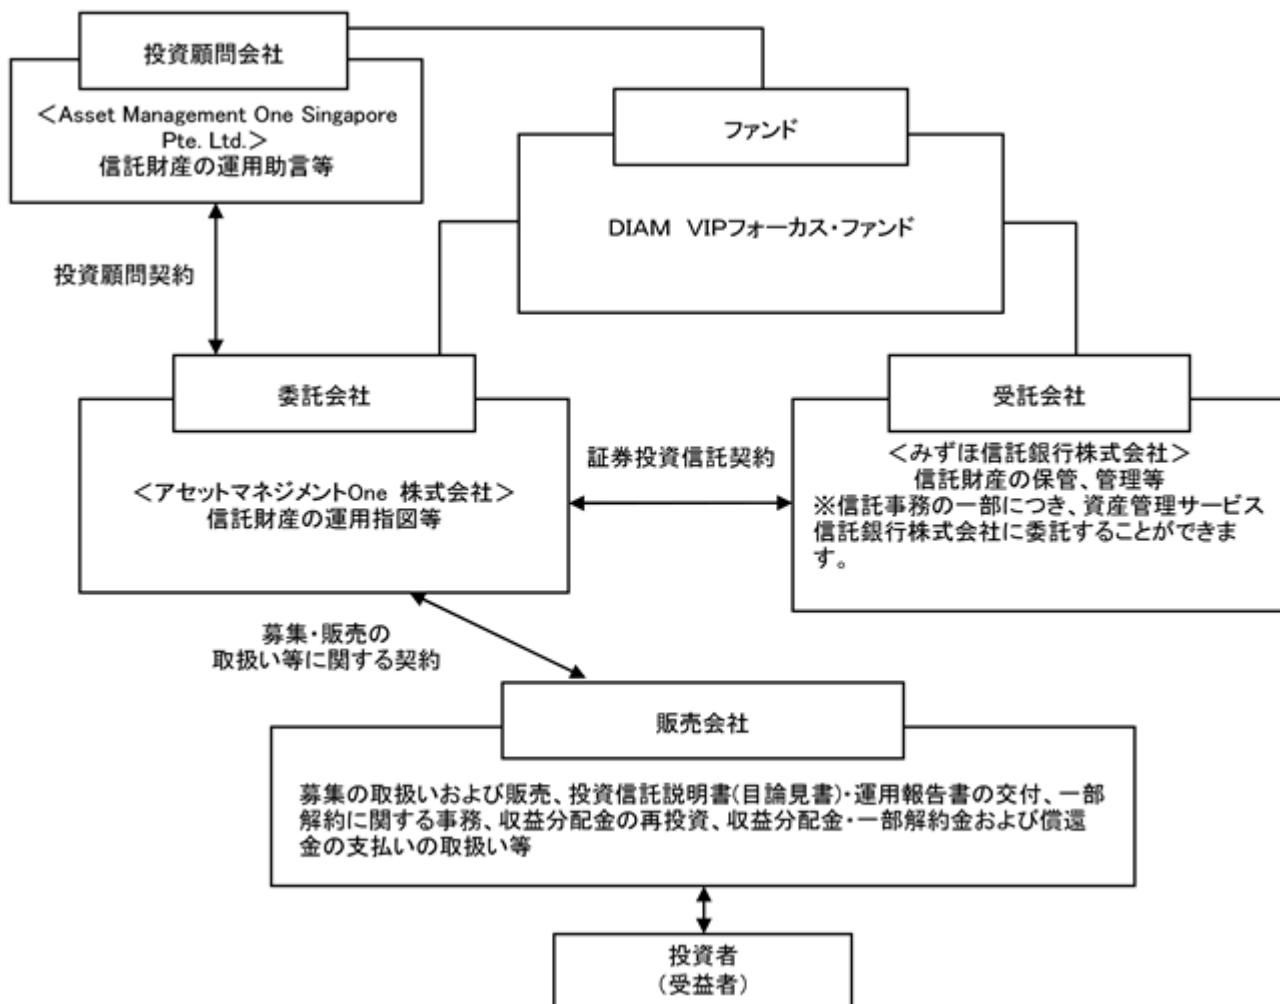 投資顧問会社
＜Asset Management One Singapore
Pte. Ltd.＞
信託財産の運用助言等
ファンド
DIAM　VIPフォーカス・ファンド
投資顧問契約
委託会社
＜アセットマネジメントOne 株式会社＞
信託財産の運用指図等
証券投資信託契約
受託会社
＜みずほ信託銀行株式会社＞
信託財産の保管、管理等
※信託事務の一部につき、資産管理サービス
信託銀行株式会社に委託することができま
す。
募集・販売の
取扱い等に関する契約
販売会社
募集の取扱いおよび販売、投資信託説明書(目論見書)・運用報告書の交付、一部
解約に関する事務、収益分配金の再投資、収益分配金・一部解約金および償還
金の支払いの取扱い等
投資者
（受益者）